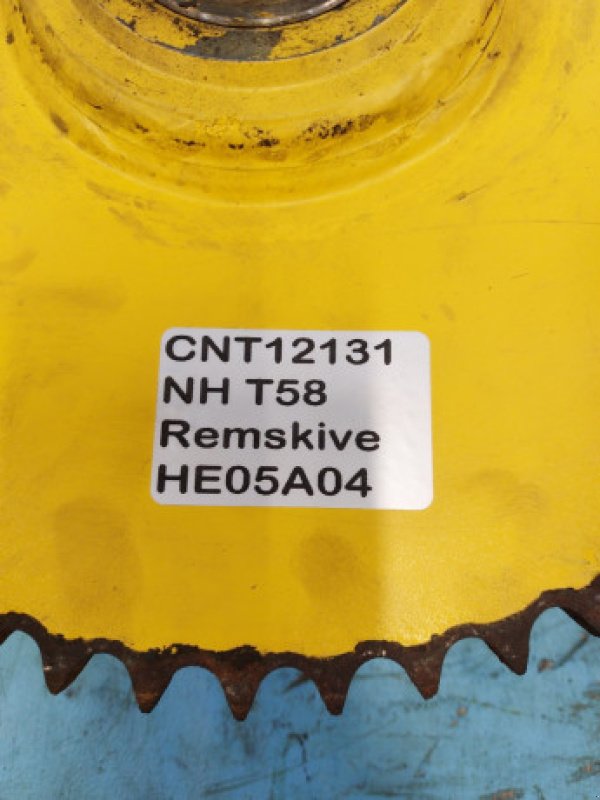 CNT12131
NH T58
Remskive
HE05A04